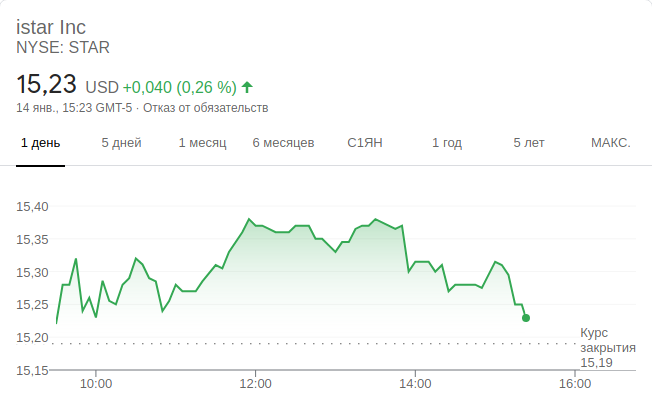 istar Inc
NYSE: STAR
15,23 USD +0,040 (0,26 %)
14 янв., 15:23 GMT-5 · Отказ от обязательств
1 день 5 дней 1 месяц 6 месяцев С1ЯН 1 год 5 лет МАКС.
15,40
15,35
15,30
15,25
15,20
15,15
Курс
закрытия
15,19
10:00 12:00 14:00 16:00